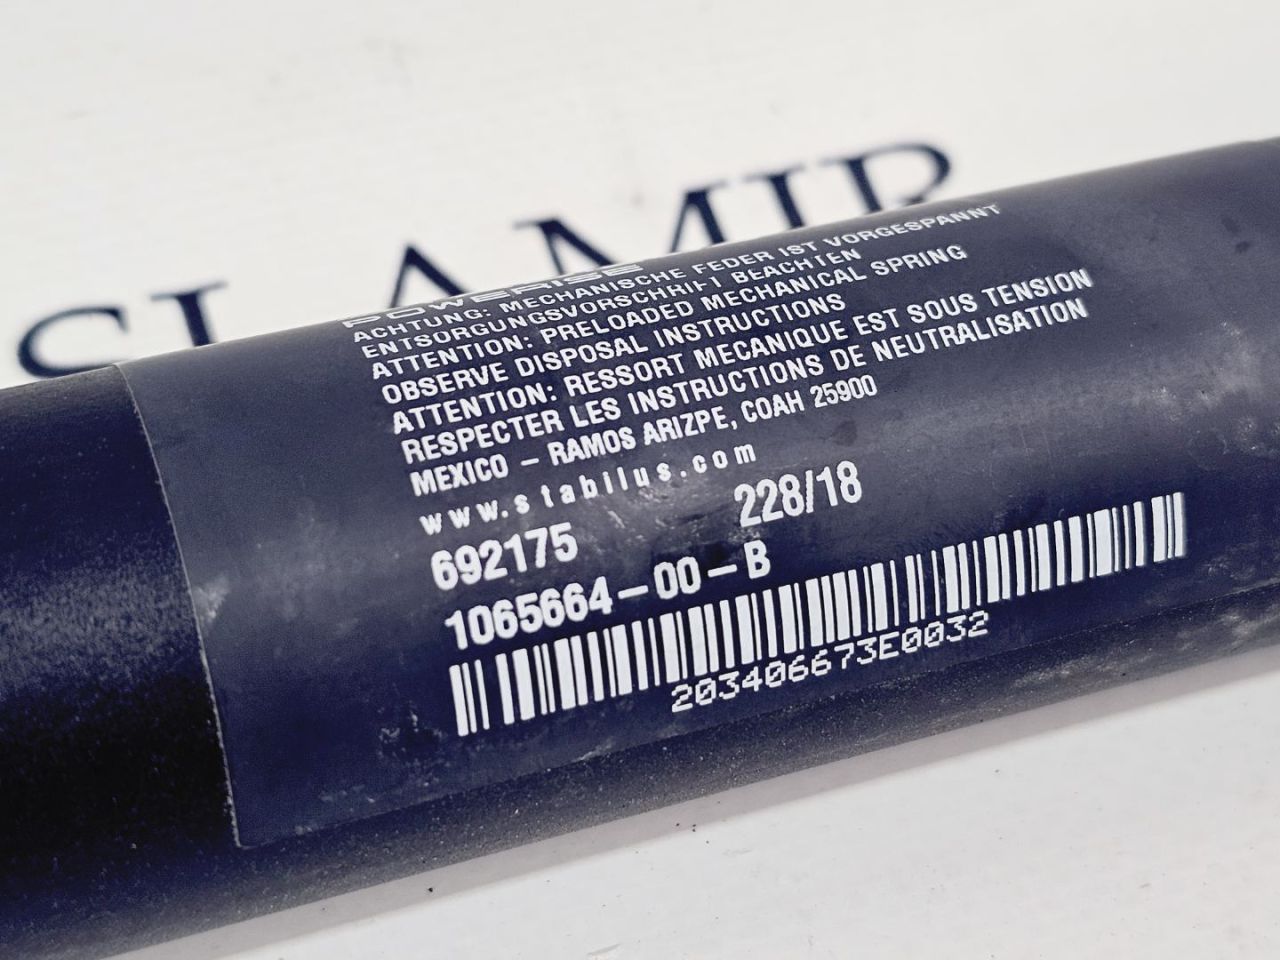 SLAMIR
POWERISE
ACHTUNG: MECHANISCHE FEDER IST VORGESPANNT
ENTSORGUNGSVORSCHRIFT BEACHTEN
ATTENTION: PRELOADED MECHANICAL SPRING
OBSERVE DISPOSAL INSTRUCTIONS
ATTENTION: RESSORT MECANIQUE EST SOUS TENSION
RESPECTER LES INSTRUCTIONS DE NEUTRALISATION
MEXICO - RAMOS ARIZPE, COAH 25900
www.stabilus.com
692175 228/18
1065664-00-B
203406673E0032